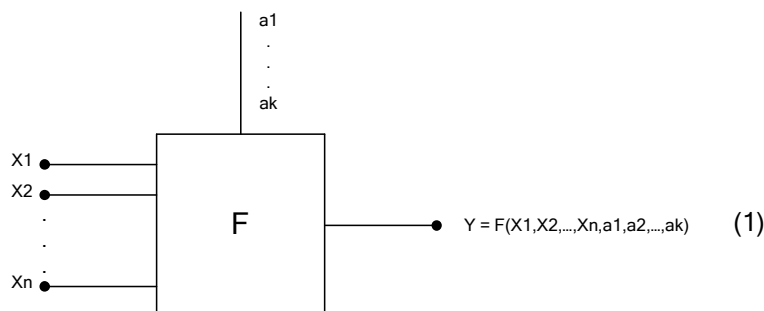 a1
.
.
.
ak
X1
X2
.
.
.
Xn
F
Y = F(X1,X2,...,Xn,a1,a2,...,ak) (1)